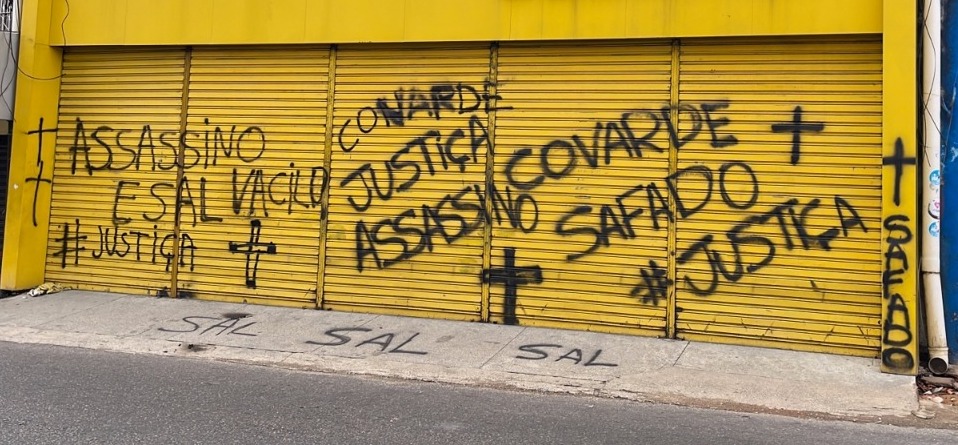 ASSASSINO
E SAL VACILO
#JUSTIÇA
COVARDE
JUSTIÇA
ASSASSINO
COVARDE
SAFADO
#JUSTIÇA
SAFADO
SAL
SAL
SAL